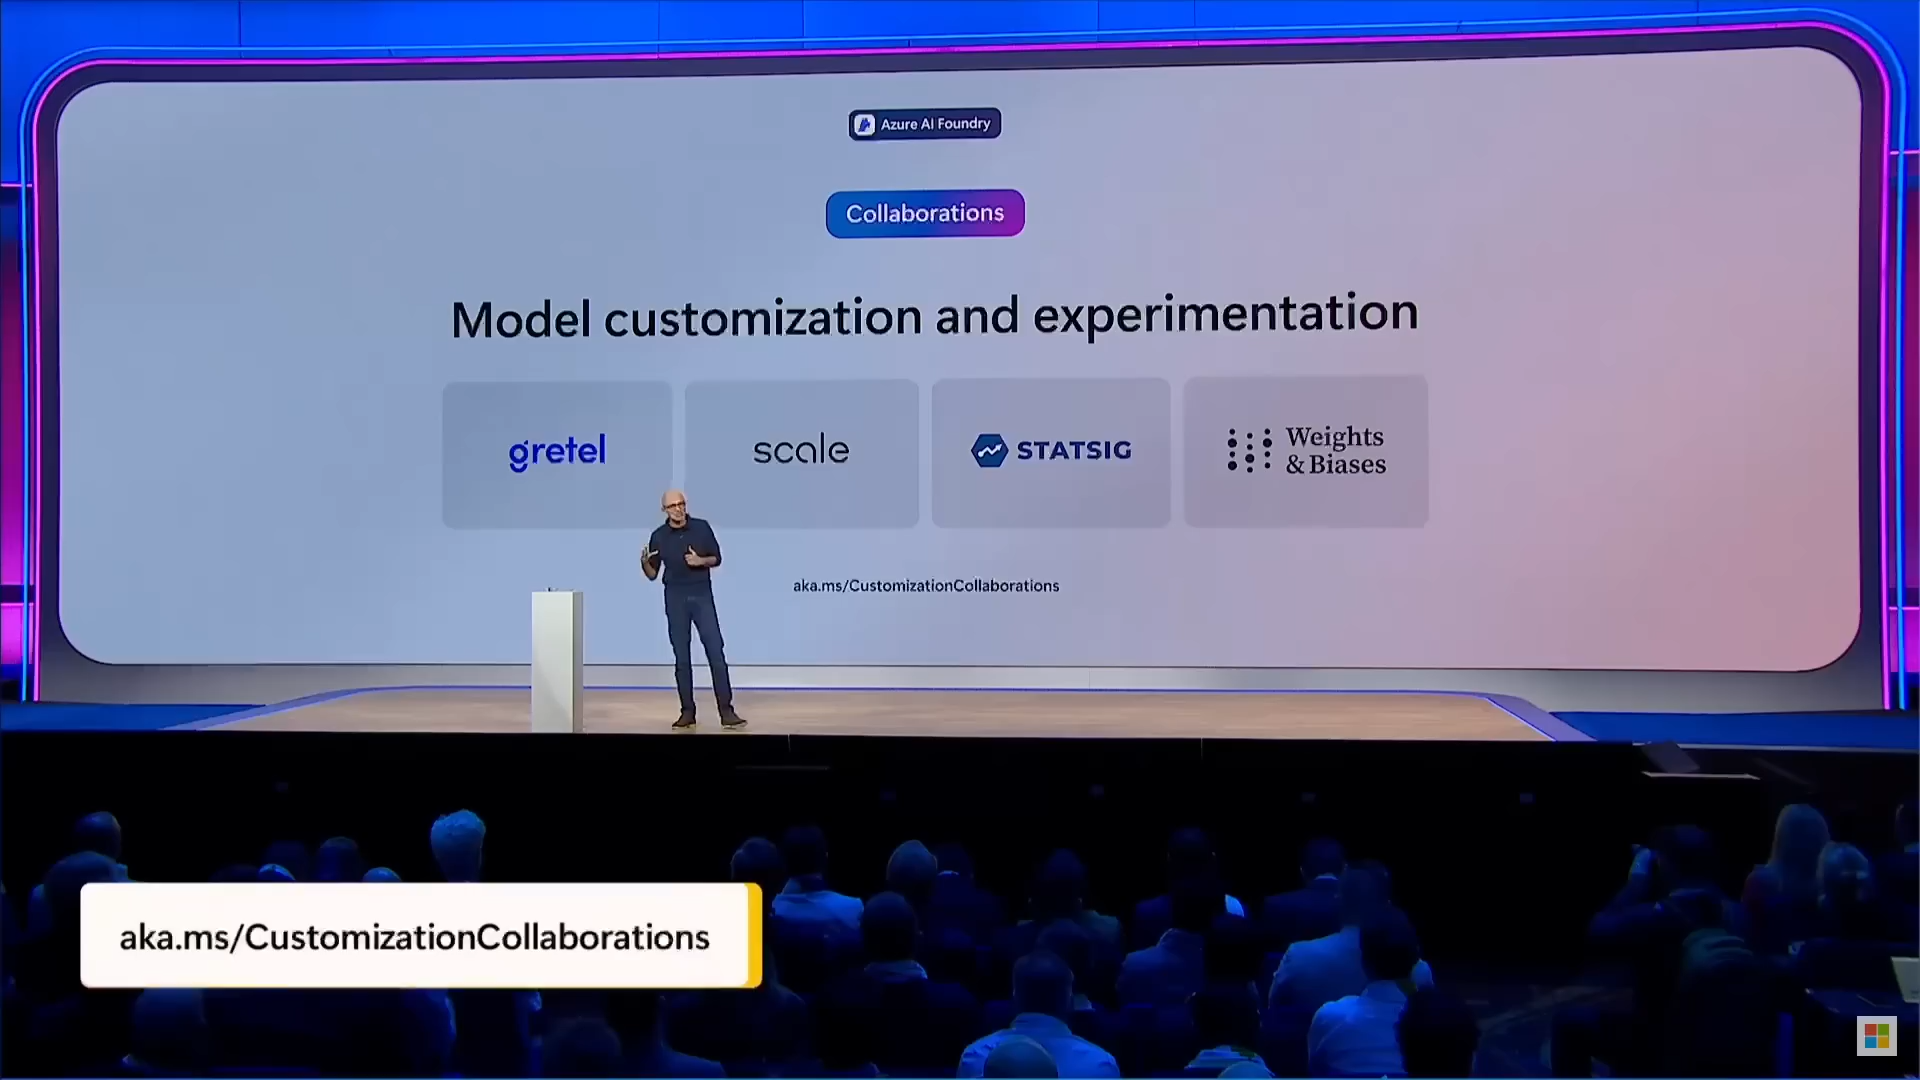 Azure AI Foundry
Collaborations
Model customization and experimentation
gretel
scale
STATSIG
Weights
& Biases
aka.ms/CustomizationCollaborations
aka.ms/CustomizationCollaborations